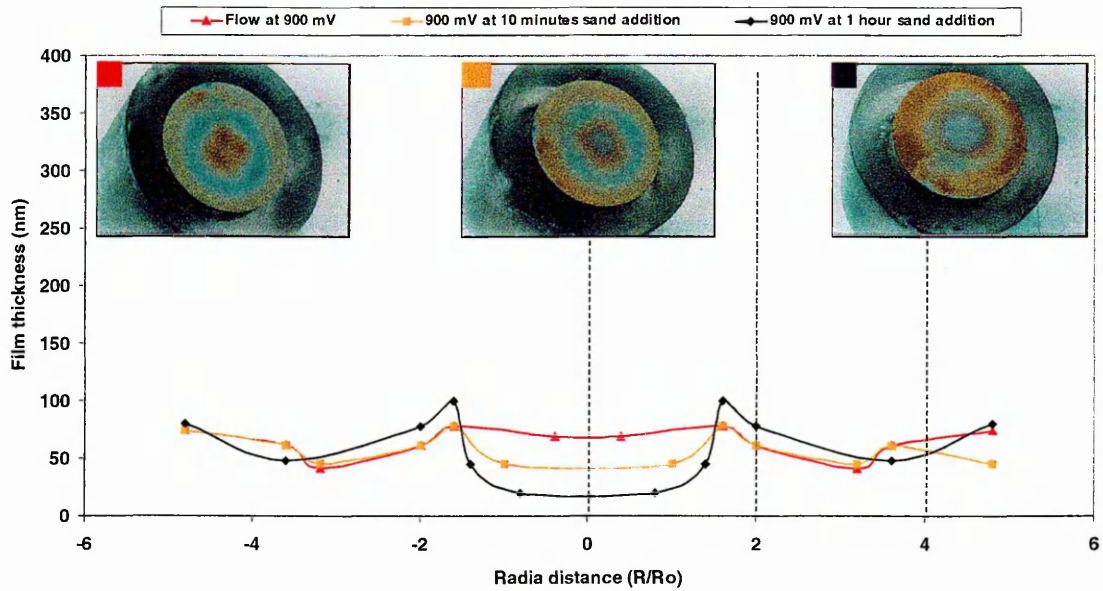 Flow at 900 mV 900 mV at 10 minutes sand addition 900 mV at 1 hour sand addition
400
350
300
250
200
150
100
50
0
Film thickness (nm)
-6 -4 -2 0 2 4 6
Radia distance (R/Ro)